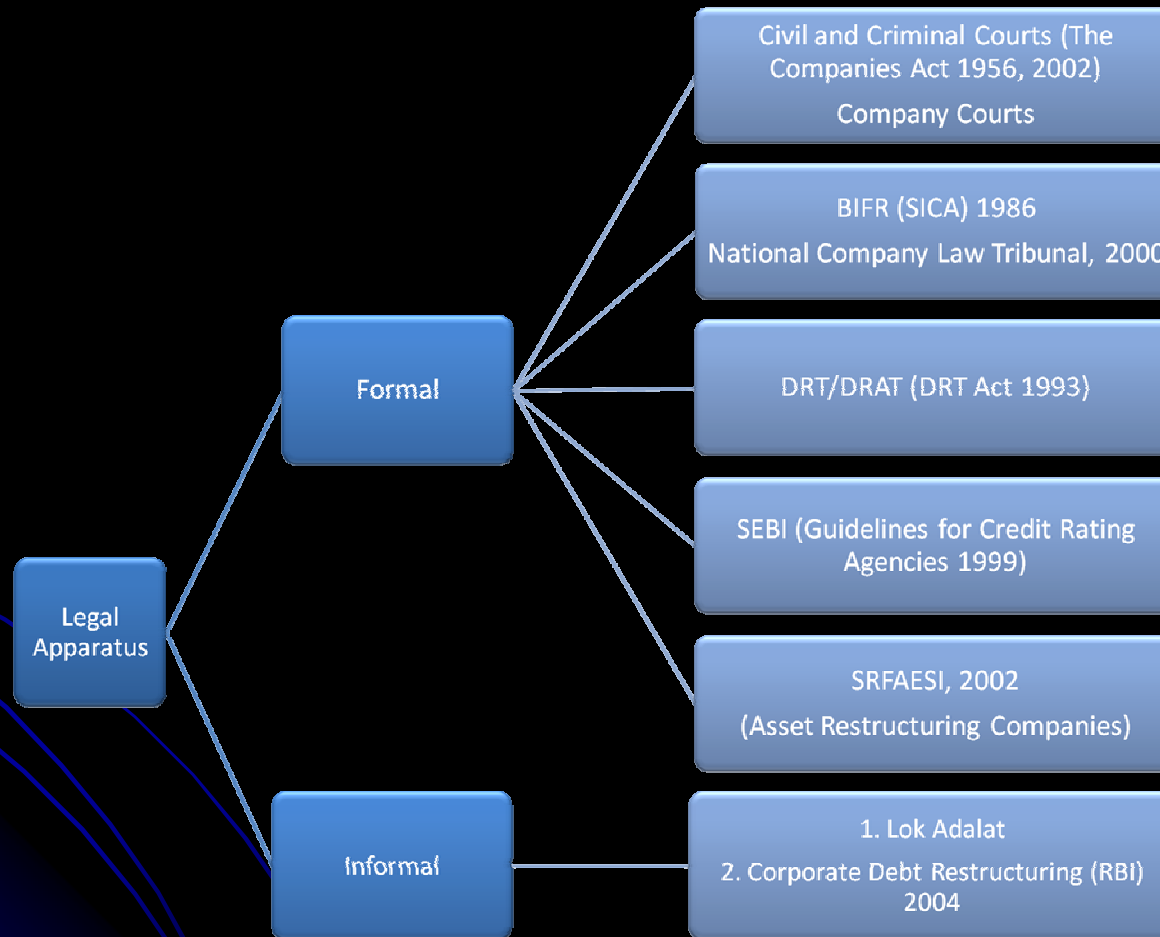 Civil and Criminal Courts (The
Companies Act 1956, 2002)
Company Courts
BIFR (SICA) 1986
National Company Law Tribunal, 2000
Formal
DRT/DRAT (DRT Act 1993)
SEBI (Guidelines for Credit Rating
Agencies 1999)
Legal
Apparatus
SRFAESI, 2002
(Asset Restructuring Companies)
Informal
1. Lok Adalat
2. Corporate Debt Restructuring (RBI)
2004